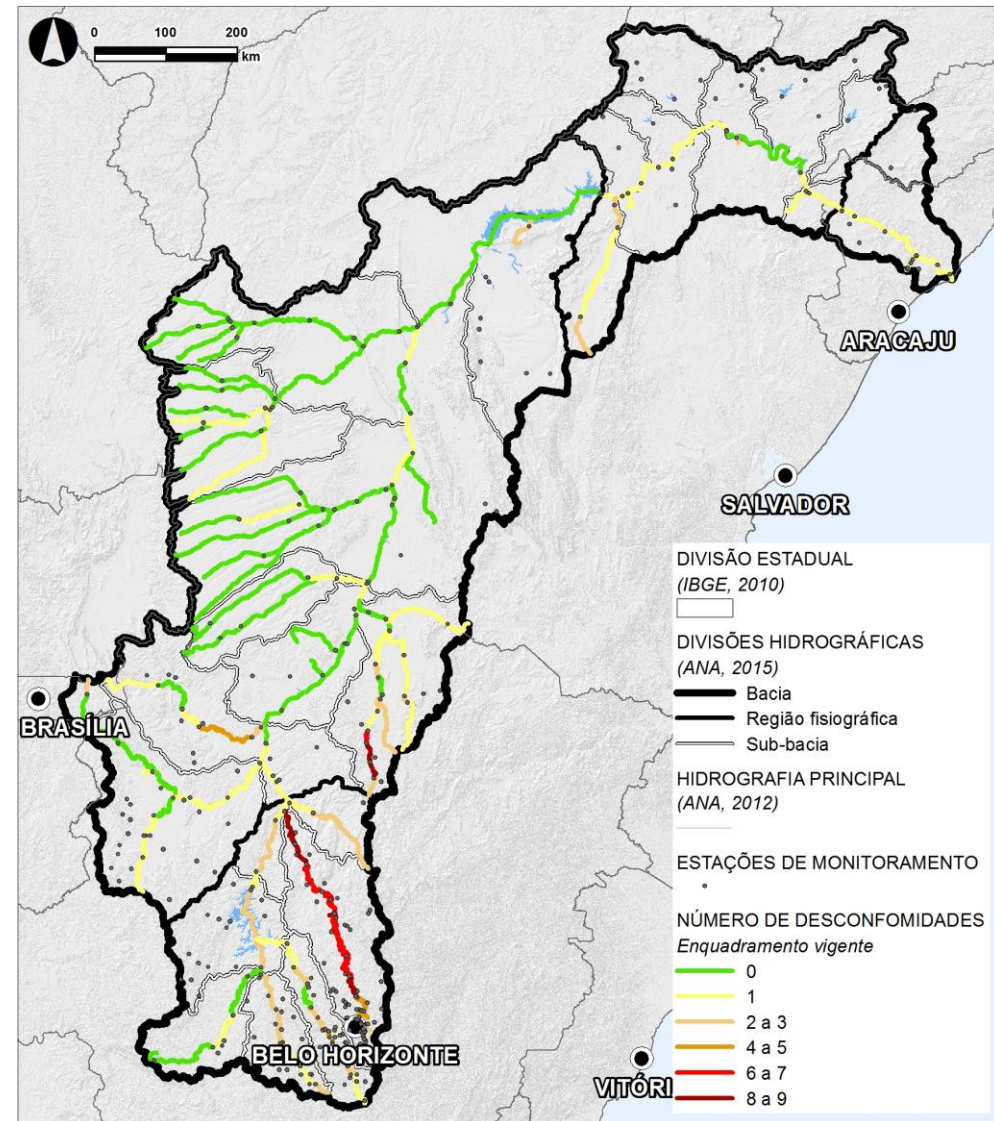 0 100 200
km
ARACAJU
SALVADOR
BRASÍLIA
BELO HORIZONTE
VITÓRI
DIVISÃO ESTADUAL
(IBGE, 2010)
DIVISÕES HIDROGRÁFICAS
(ANA, 2015)
Bacia
Região fisiográfica
Sub-bacia
HIDROGRAFIA PRINCIPAL
(ANA, 2012)
ESTAÇÕES DE MONITORAMENTO
NÚMERO DE DESCONFOMIDADES
Enquadramento vigente
0
1
2 a 3
4 a 5
6 a 7
8 a 9